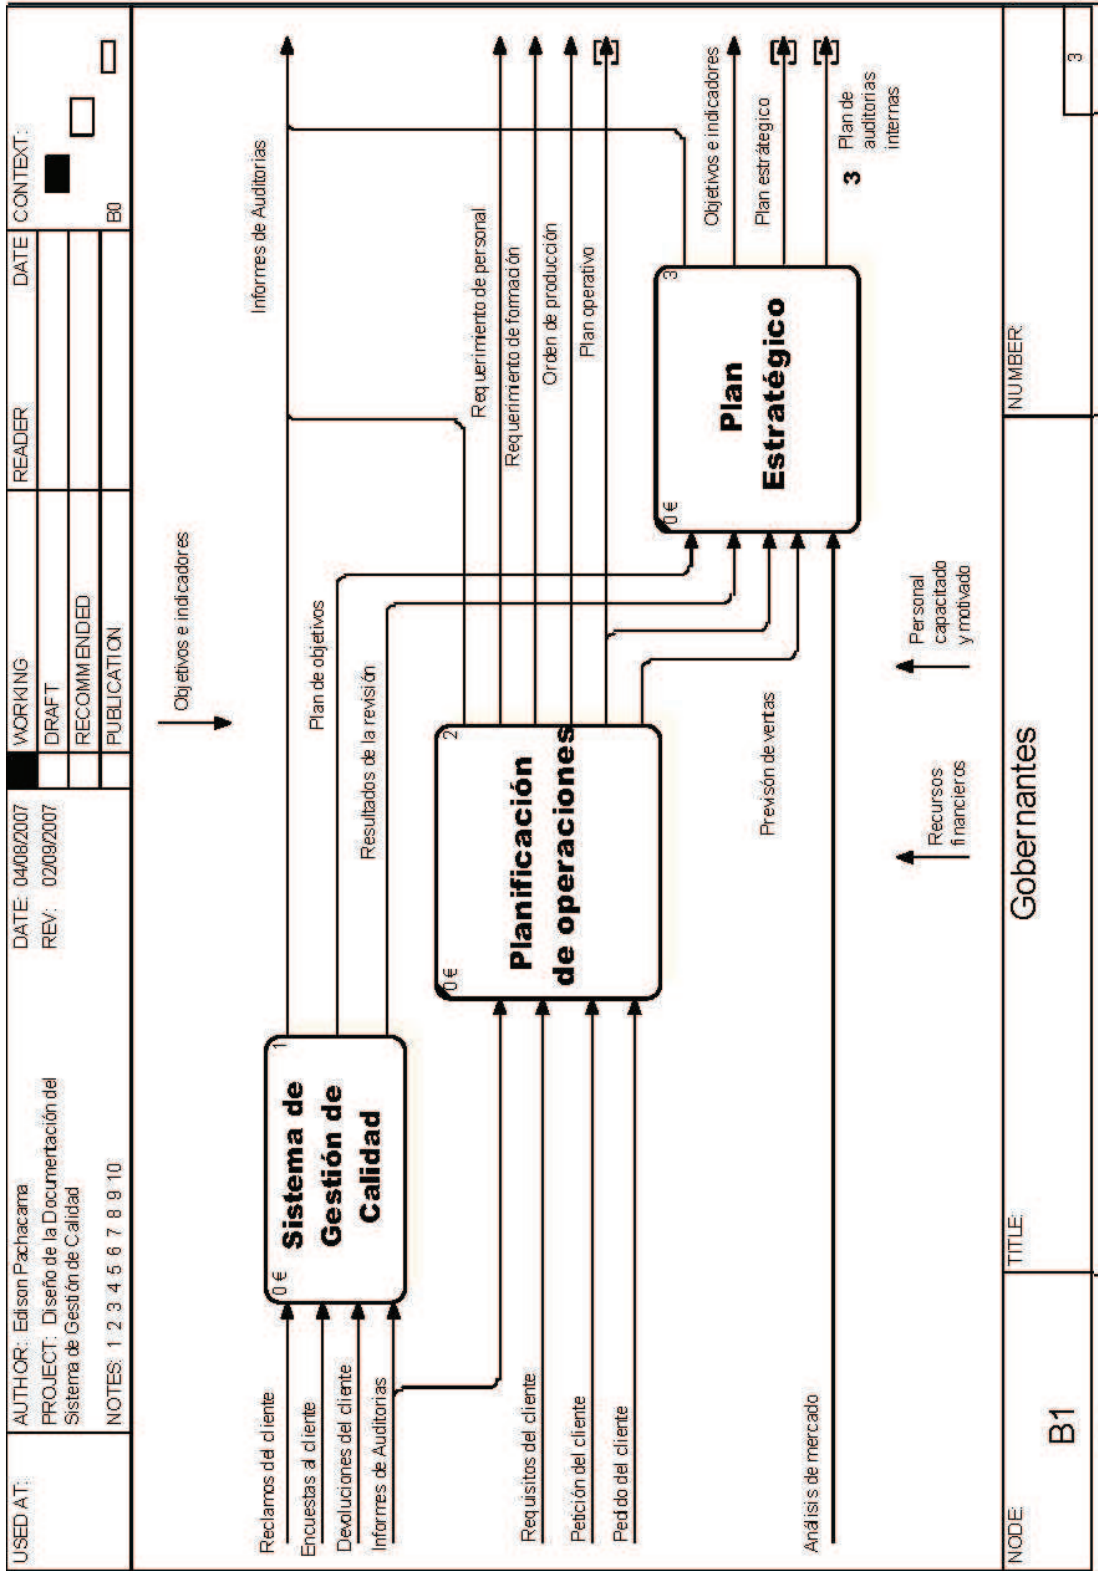 USED AT:
AUTHOR: Edison Pachacama
PROJECT: Diseño de la Documentación del
Sistema de Gestión de Calidad
NOTES: 1 2 3 4 5 6 7 8 9 10
DATE: 04/08/2007
REV: 02/09/2007
WORKING
DRAFT
RECOMMENDED
PUBLICATION
READER
DATE
CONTEXT:
B0
Objetivos e indicadores
Informes de Auditorias
Reclamos del cliente
Encuestas al cliente
Devoluciones del cliente
Informes de Auditorias
0 €
1
Sistema de
Gestión de
Calidad
Plan de objetivos
Resultados de la revisión
Requisitos del cliente
Petición del cliente
Pedido del cliente
0 €
2
Planificación
de operaciones
Requerimiento de personal
Requerimiento de formación
Orden de producción
Plan operativo
Previsón de vertas
Análisis de mercado
0 €
3
Plan
Estratégico
Objetivos e indicadores
Plan estrátegico
3
Plan de
auditorias
internas
Recursos
financieros
Personal
capacitado
y motivado
NODE:
B1
TITLE:
Gobernantes
NUMBER:
3